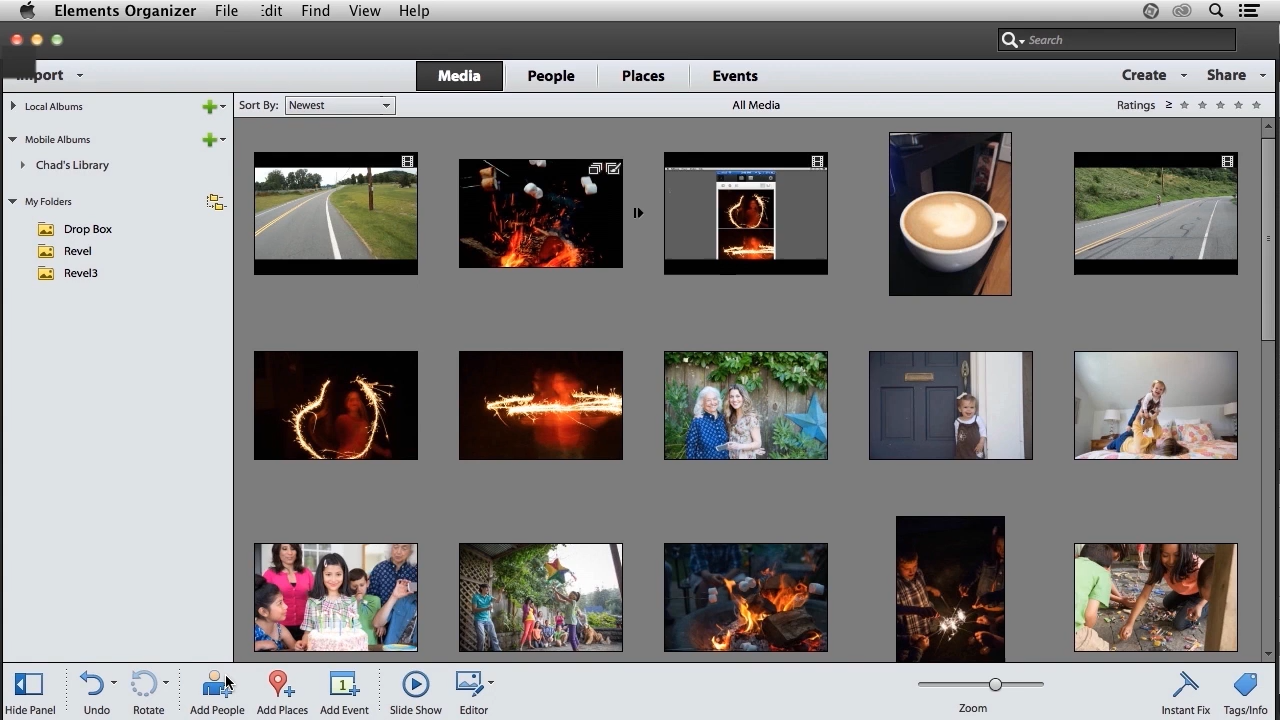 Elements Organizer File Edit Find View Help
Search
Import
Media People Places Events
Create Share
Local Albums
Sort By: Newest
All Media
Ratings ≥
Mobile Albums
Chad's Library
My Folders
Drop Box
Revel
Revel3
1
Hide Panel Undo Rotate Add People Add Places Add Event Slide Show Editor Zoom Instant Fix Tags/Info